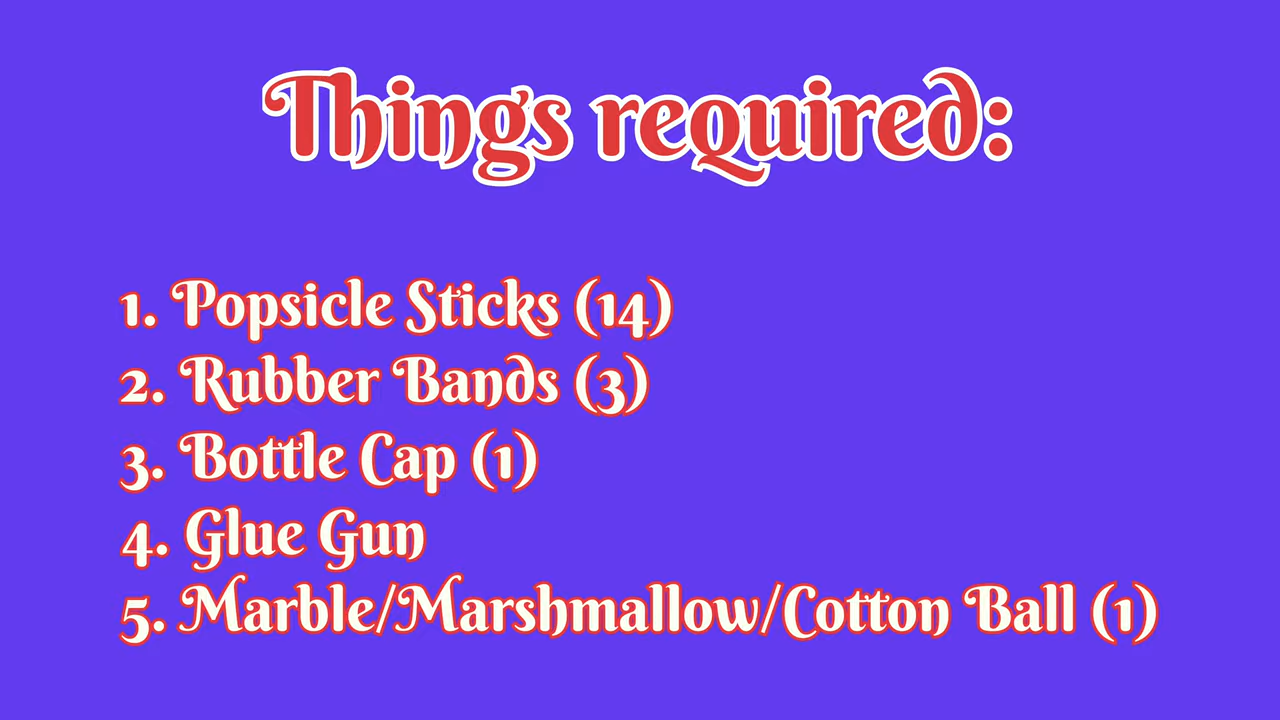 Things required:
1. Popsicle Sticks (14)
2. Rubber Bands (3)
3. Bottle Cap (1)
4. Glue Gun
5. Marble/Marshmallow/Cotton Ball (1)